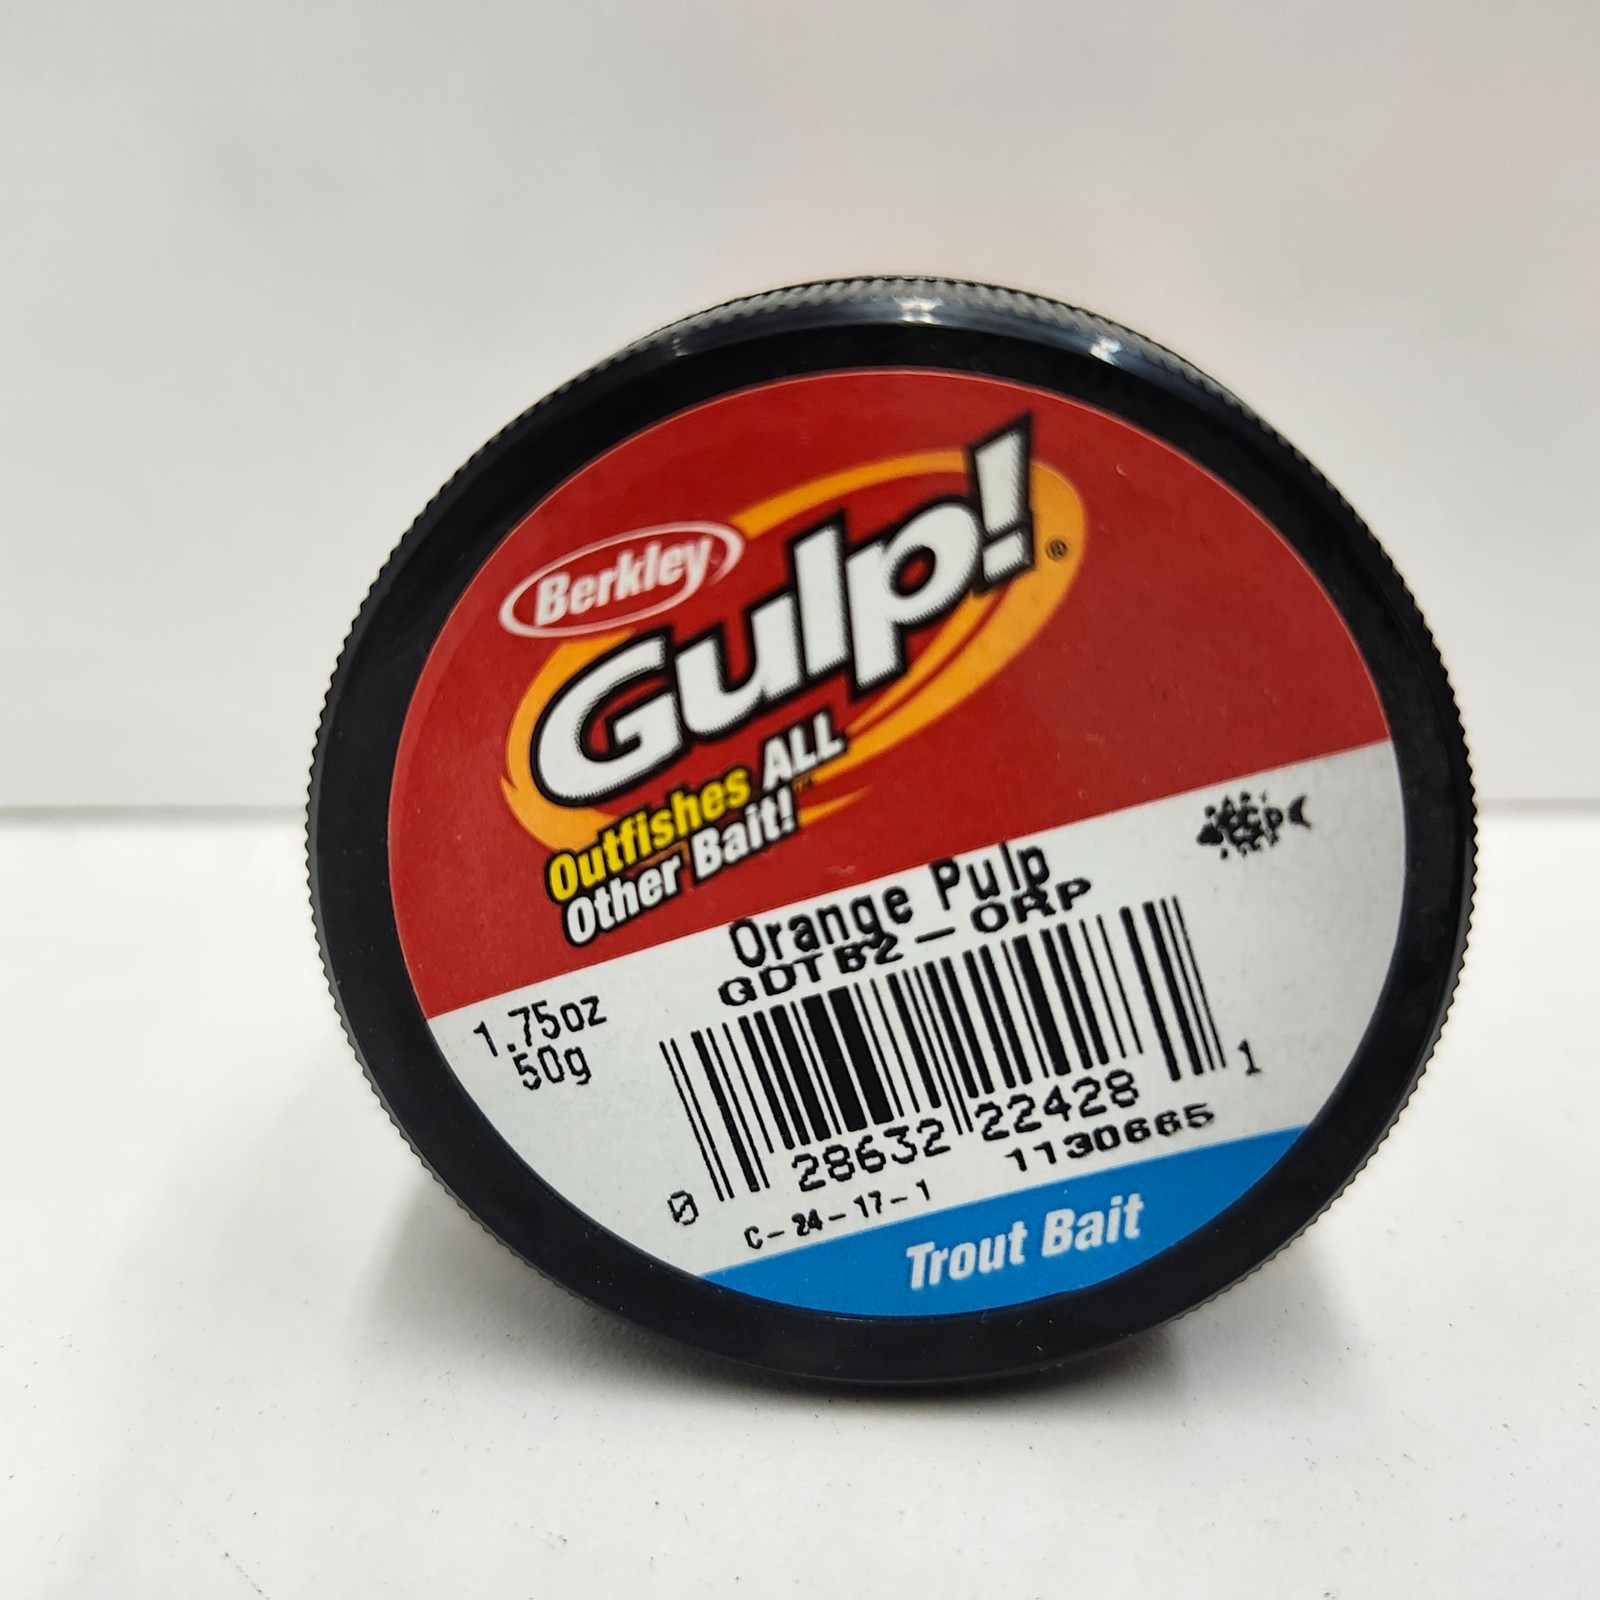 Berkley
Gulp!®
Outfishes ALL
Other Bait!™
Orange Pulp
GDTB2-ORP
1.75oz
50g
0 28632 22428 1
1130665
C-24-17-1
Trout Bait